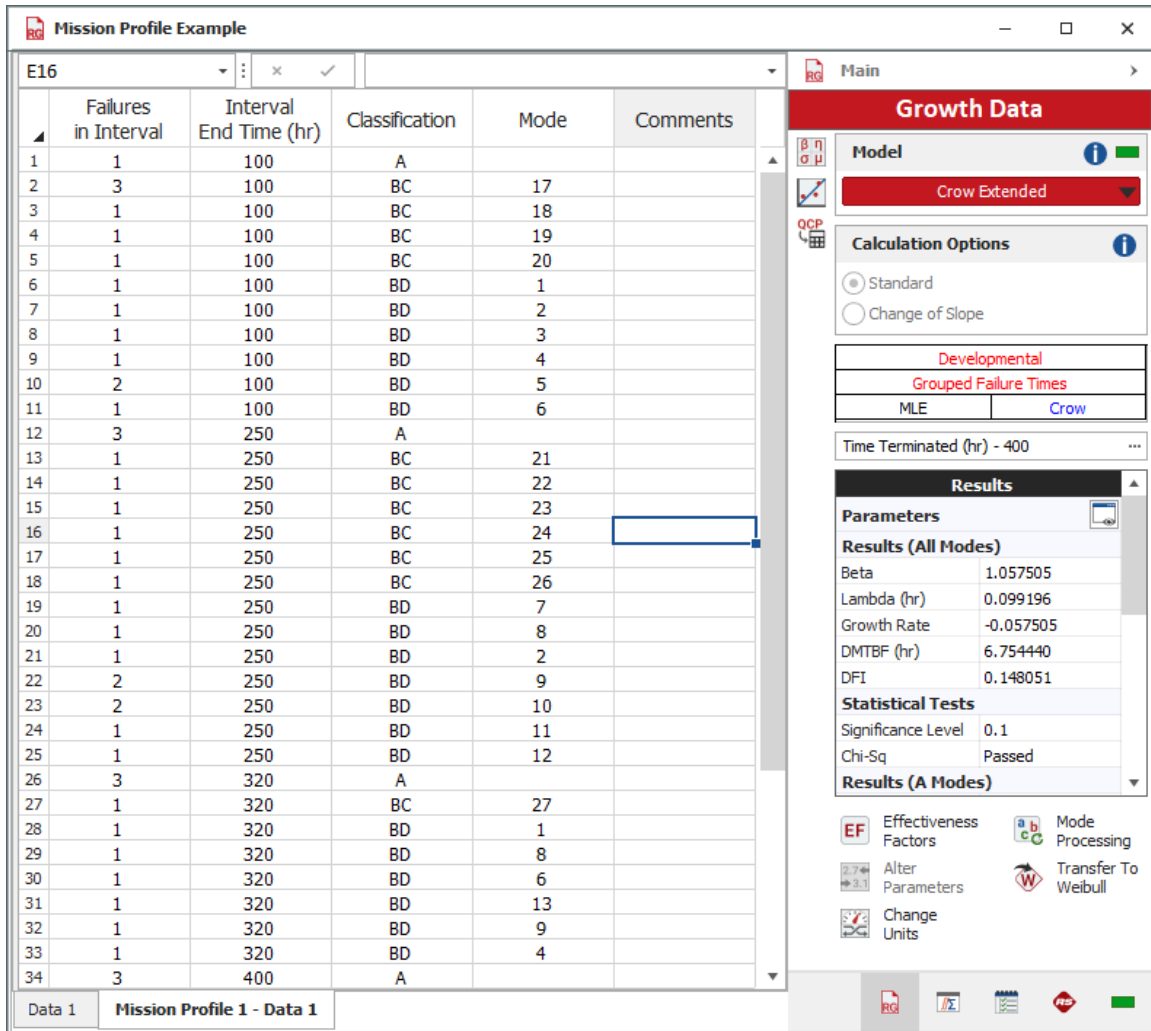 RG Mission Profile Example
E16
RG Main
Failures in Interval Interval End Time (hr) Classification Mode Comments
1 1 100 A
2 3 100 BC 17
3 1 100 BC 18
4 1 100 BC 19
5 1 100 BC 20
6 1 100 BD 1
7 1 100 BD 2
8 1 100 BD 3
9 1 100 BD 4
10 2 100 BD 5
11 1 100 BD 6
12 3 250 A
13 1 250 BC 21
14 1 250 BC 22
15 1 250 BC 23
16 1 250 BC 24
17 1 250 BC 25
18 1 250 BC 26
19 1 250 BD 7
20 1 250 BD 8
21 1 250 BD 2
22 2 250 BD 9
23 2 250 BD 10
24 1 250 BD 11
25 1 250 BD 12
26 3 320 A
27 1 320 BC 27
28 1 320 BD 1
29 1 320 BD 8
30 1 320 BD 6
31 1 320 BD 13
32 1 320 BD 9
33 1 320 BD 4
34 3 400 A
Data 1 Mission Profile 1 - Data 1
Growth Data
β η
σ μ
QCP
Model
Crow Extended
Calculation Options
Standard
Change of Slope
Developmental
Grouped Failure Times
MLE Crow
Time Terminated (hr) - 400 ...
Results
Parameters
Results (All Modes)
Beta 1.057505
Lambda (hr) 0.099196
Growth Rate -0.057505
DMTBF (hr) 6.754440
DFI 0.148051
Statistical Tests
Significance Level 0.1
Chi-Sq Passed
Results (A Modes)
EF Effectiveness Factors
a b c Mode Processing
2.7 3.1 Alter Parameters
W Transfer To Weibull
Change Units
RG Σ RS